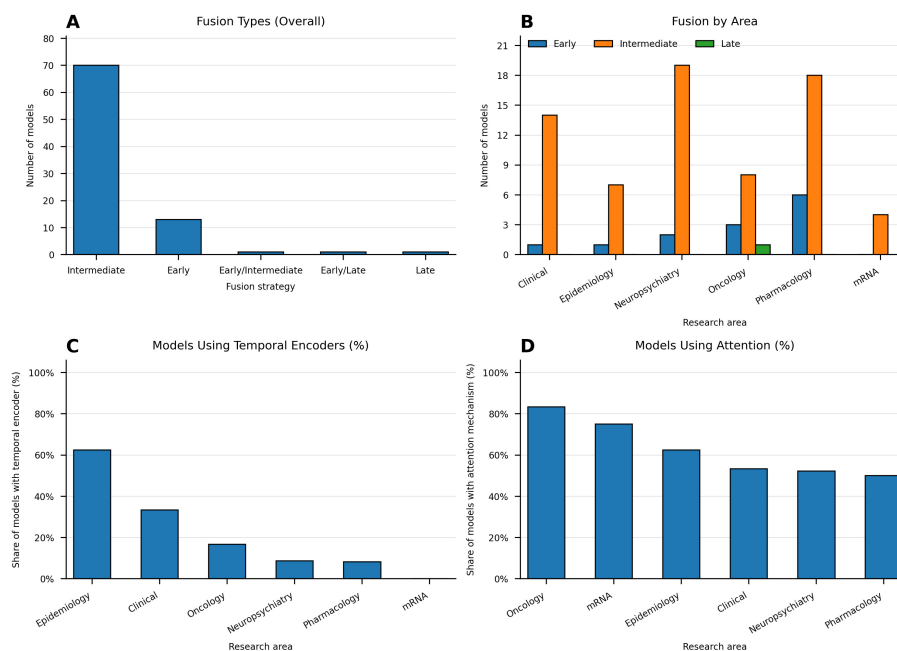 A
Fusion Types (Overall)
80
70
60
50
40
30
20
10
0
Number of models
Intermediate
Early
Early/Intermediate
Early/Late
Late
Fusion strategy
B
Fusion by Area
Early
Intermediate
Late
21
18
15
12
9
6
3
0
Number of models
Clinical
Epidemiology
Neuropsychiatry
Oncology
Pharmacology
mRNA
Research area
C
Models Using Temporal Encoders (%)
100%
80%
60%
40%
20%
0%
Share of models with temporal encoder (%)
Epidemiology
Clinical
Oncology
Neuropsychiatry
Pharmacology
mRNA
Research area
D
Models Using Attention (%)
100%
80%
60%
40%
20%
0%
Share of models with attention mechanism (%)
Oncology
mRNA
Epidemiology
Clinical
Neuropsychiatry
Pharmacology
Research area